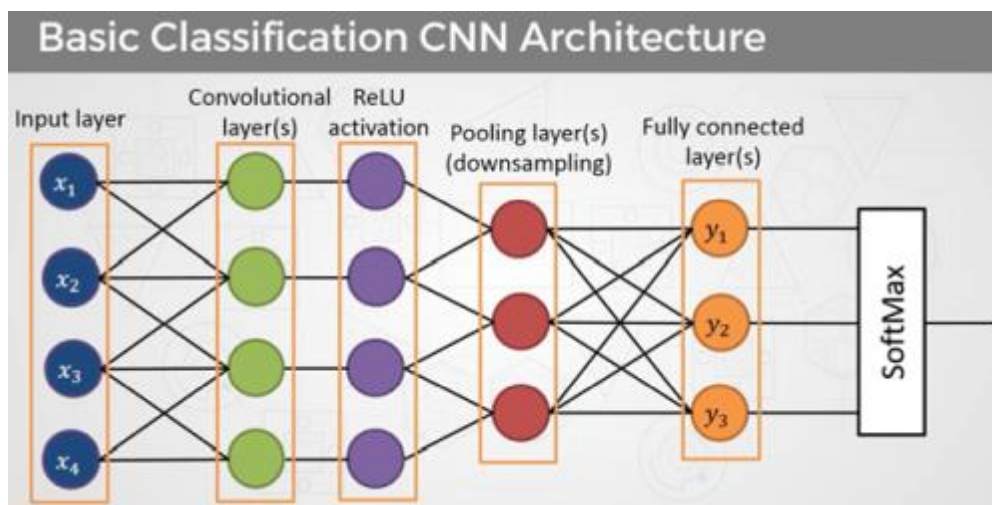 Basic Classification CNN Architecture
Input layer
Convolutional
layer(s)
ReLU
activation
Pooling layer(s)
(downsampling)
Fully connected
layer(s)
x₁
x₂
x₃
x₄
y₁
y₂
y₃
SoftMax